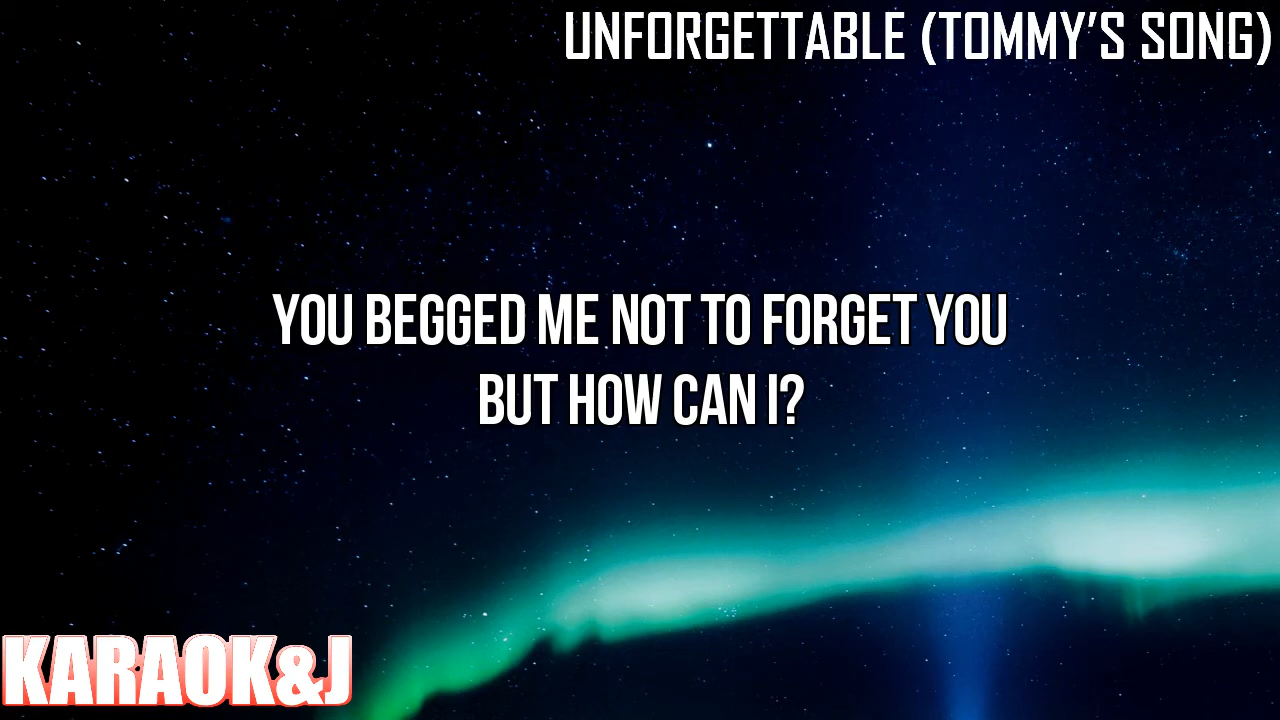 UNFORGETTABLE (TOMMY'S SONG)
YOU BEGGED ME NOT TO FORGET YOU
BUT HOW CAN I?
KARAOK&J